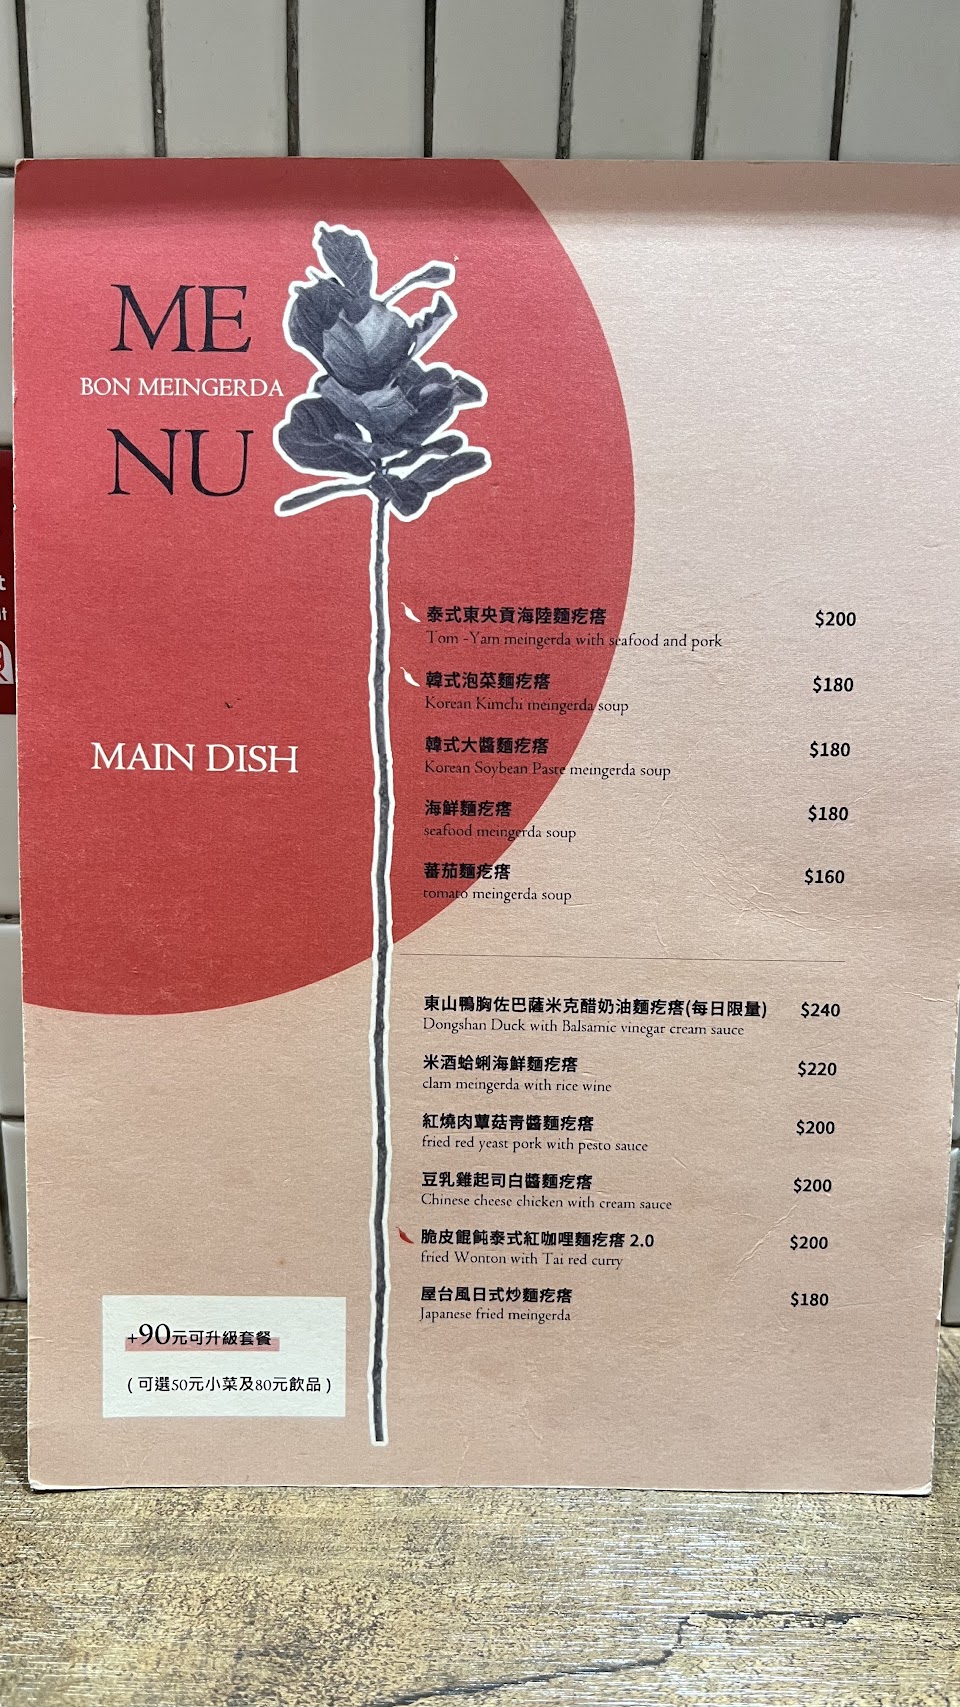 ME
BON MEINGERDA
NU
泰式東央貢海陸麵疙瘩 $200
Tom -Yam meingerda with seafood and pork
韓式泡菜麵疙瘩 $180
Korean Kimchi meingerda soup
韓式大醬麵疙瘩 $180
Korean Soybean Paste meingerda soup
MAIN DISH
海鮮麵疙瘩 $180
seafood meingerda soup
蕃茄麵疙瘩 $160
tomato meingerda soup
東山鴨胸佐巴薩米克醋奶油麵疙瘩(每日限量) $240
Dongshan Duck with Balsamic vinegar cream sauce
米酒蛤蜊海鮮麵疙瘩 $220
clam meingerda with rice wine
紅燒肉蕈菇青醬麵疙瘩 $200
fried red yeast pork with pesto sauce
豆乳雞起司白醬麵疙瘩 $200
Chinese cheese chicken with cream sauce
脆皮餛飩泰式紅咖哩麵疙瘩 2.0 $200
fried Wonton with Tai red curry
屋台風日式炒麵疙瘩 $180
Japanese fried meingerda
+90元可升級套餐
( 可選50元小菜及80元飲品 )